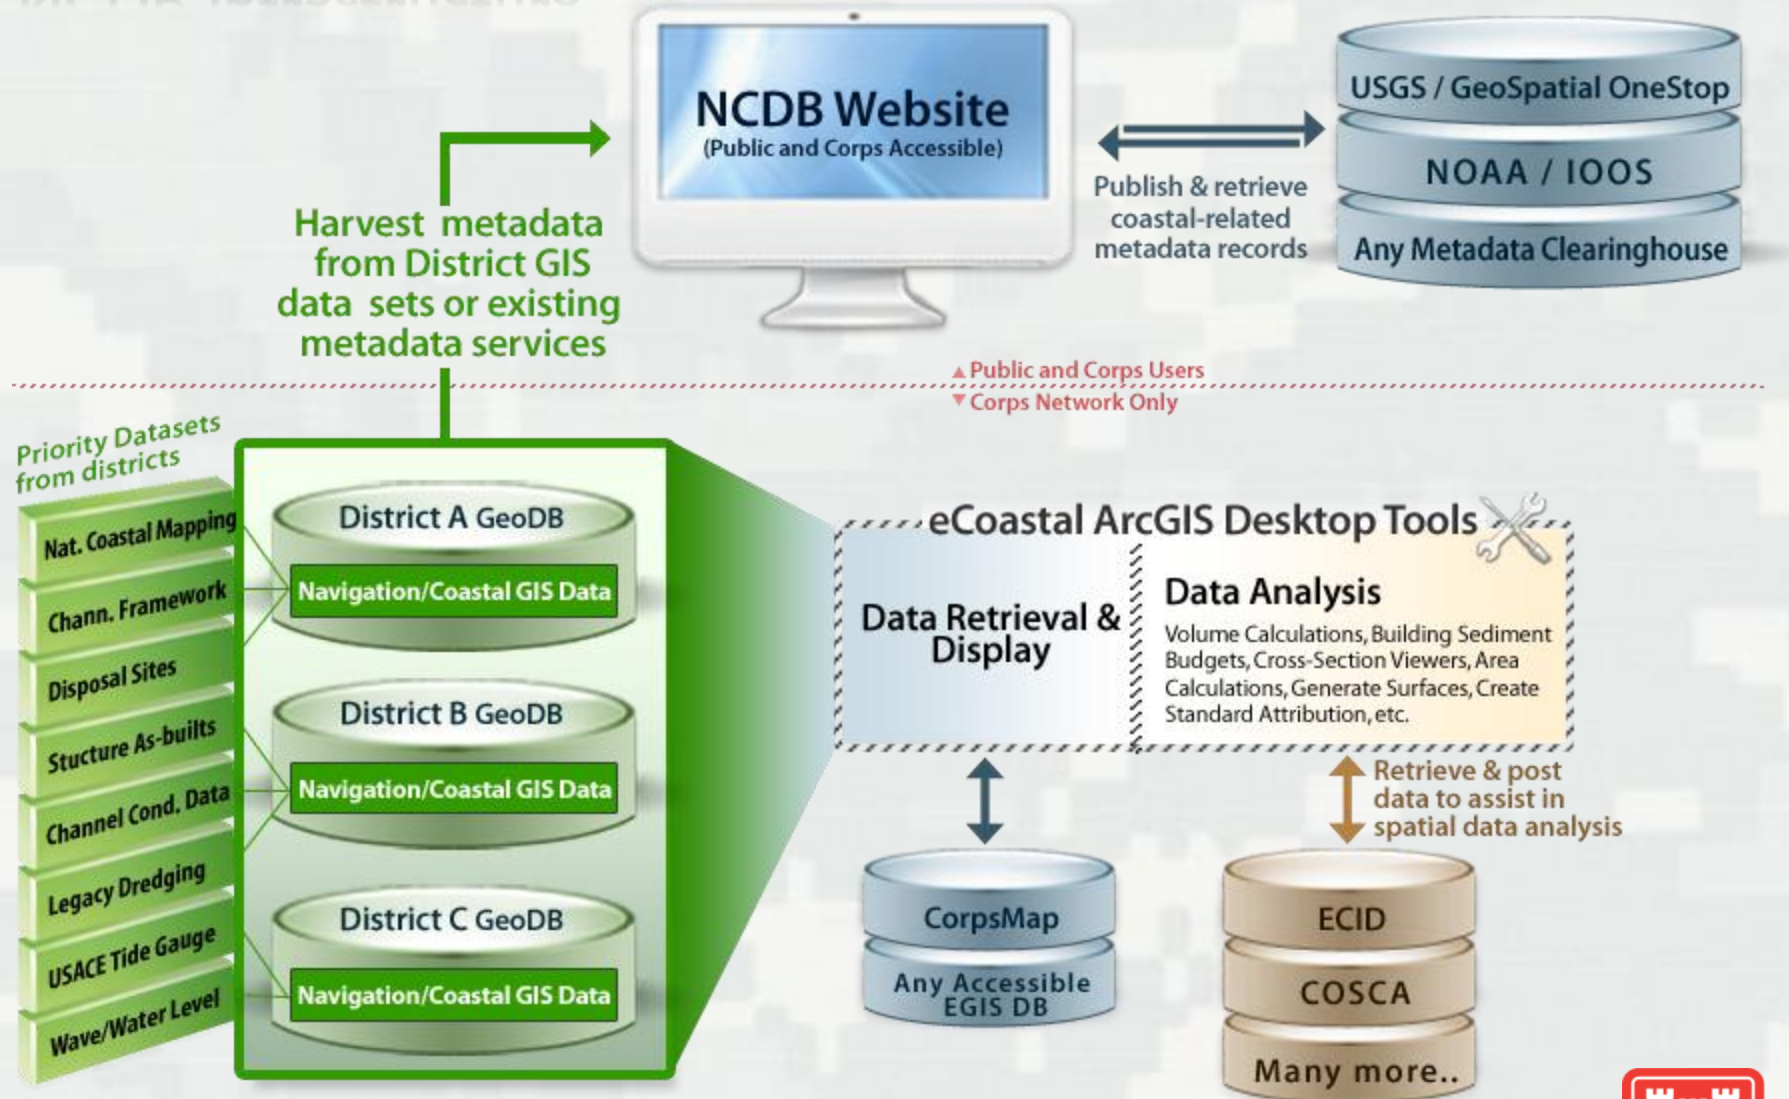 NCDB Website
(Public and Corps Accessible)
USGS / GeoSpatial OneStop
NOAA / IOOS
Any Metadata Clearinghouse
Publish & retrieve
coastal-related
metadata records
Harvest metadata
from District GIS
data sets or existing
metadata services
Public and Corps Users
Corps Network Only
Priority Datasets
from districts
Nat. Coastal Mapping
Chann. Framework
Disposal Sites
Stucture As-builts
Channel Cond. Data
Legacy Dredging
USACE Tide Gauge
Wave/Water Level
District A GeoDB
Navigation/Coastal GIS Data
District B GeoDB
Navigation/Coastal GIS Data
District C GeoDB
Navigation/Coastal GIS Data
eCoastal ArcGIS Desktop Tools
Data Retrieval &
Display
Data Analysis
Volume Calculations, Building Sediment
Budgets, Cross-Section Viewers, Area
Calculations, Generate Surfaces, Create
Standard Attribution, etc.
Retrieve & post
data to assist in
spatial data analysis
CorpsMap
Any Accessible
EGIS DB
ECID
COSCA
Many more..